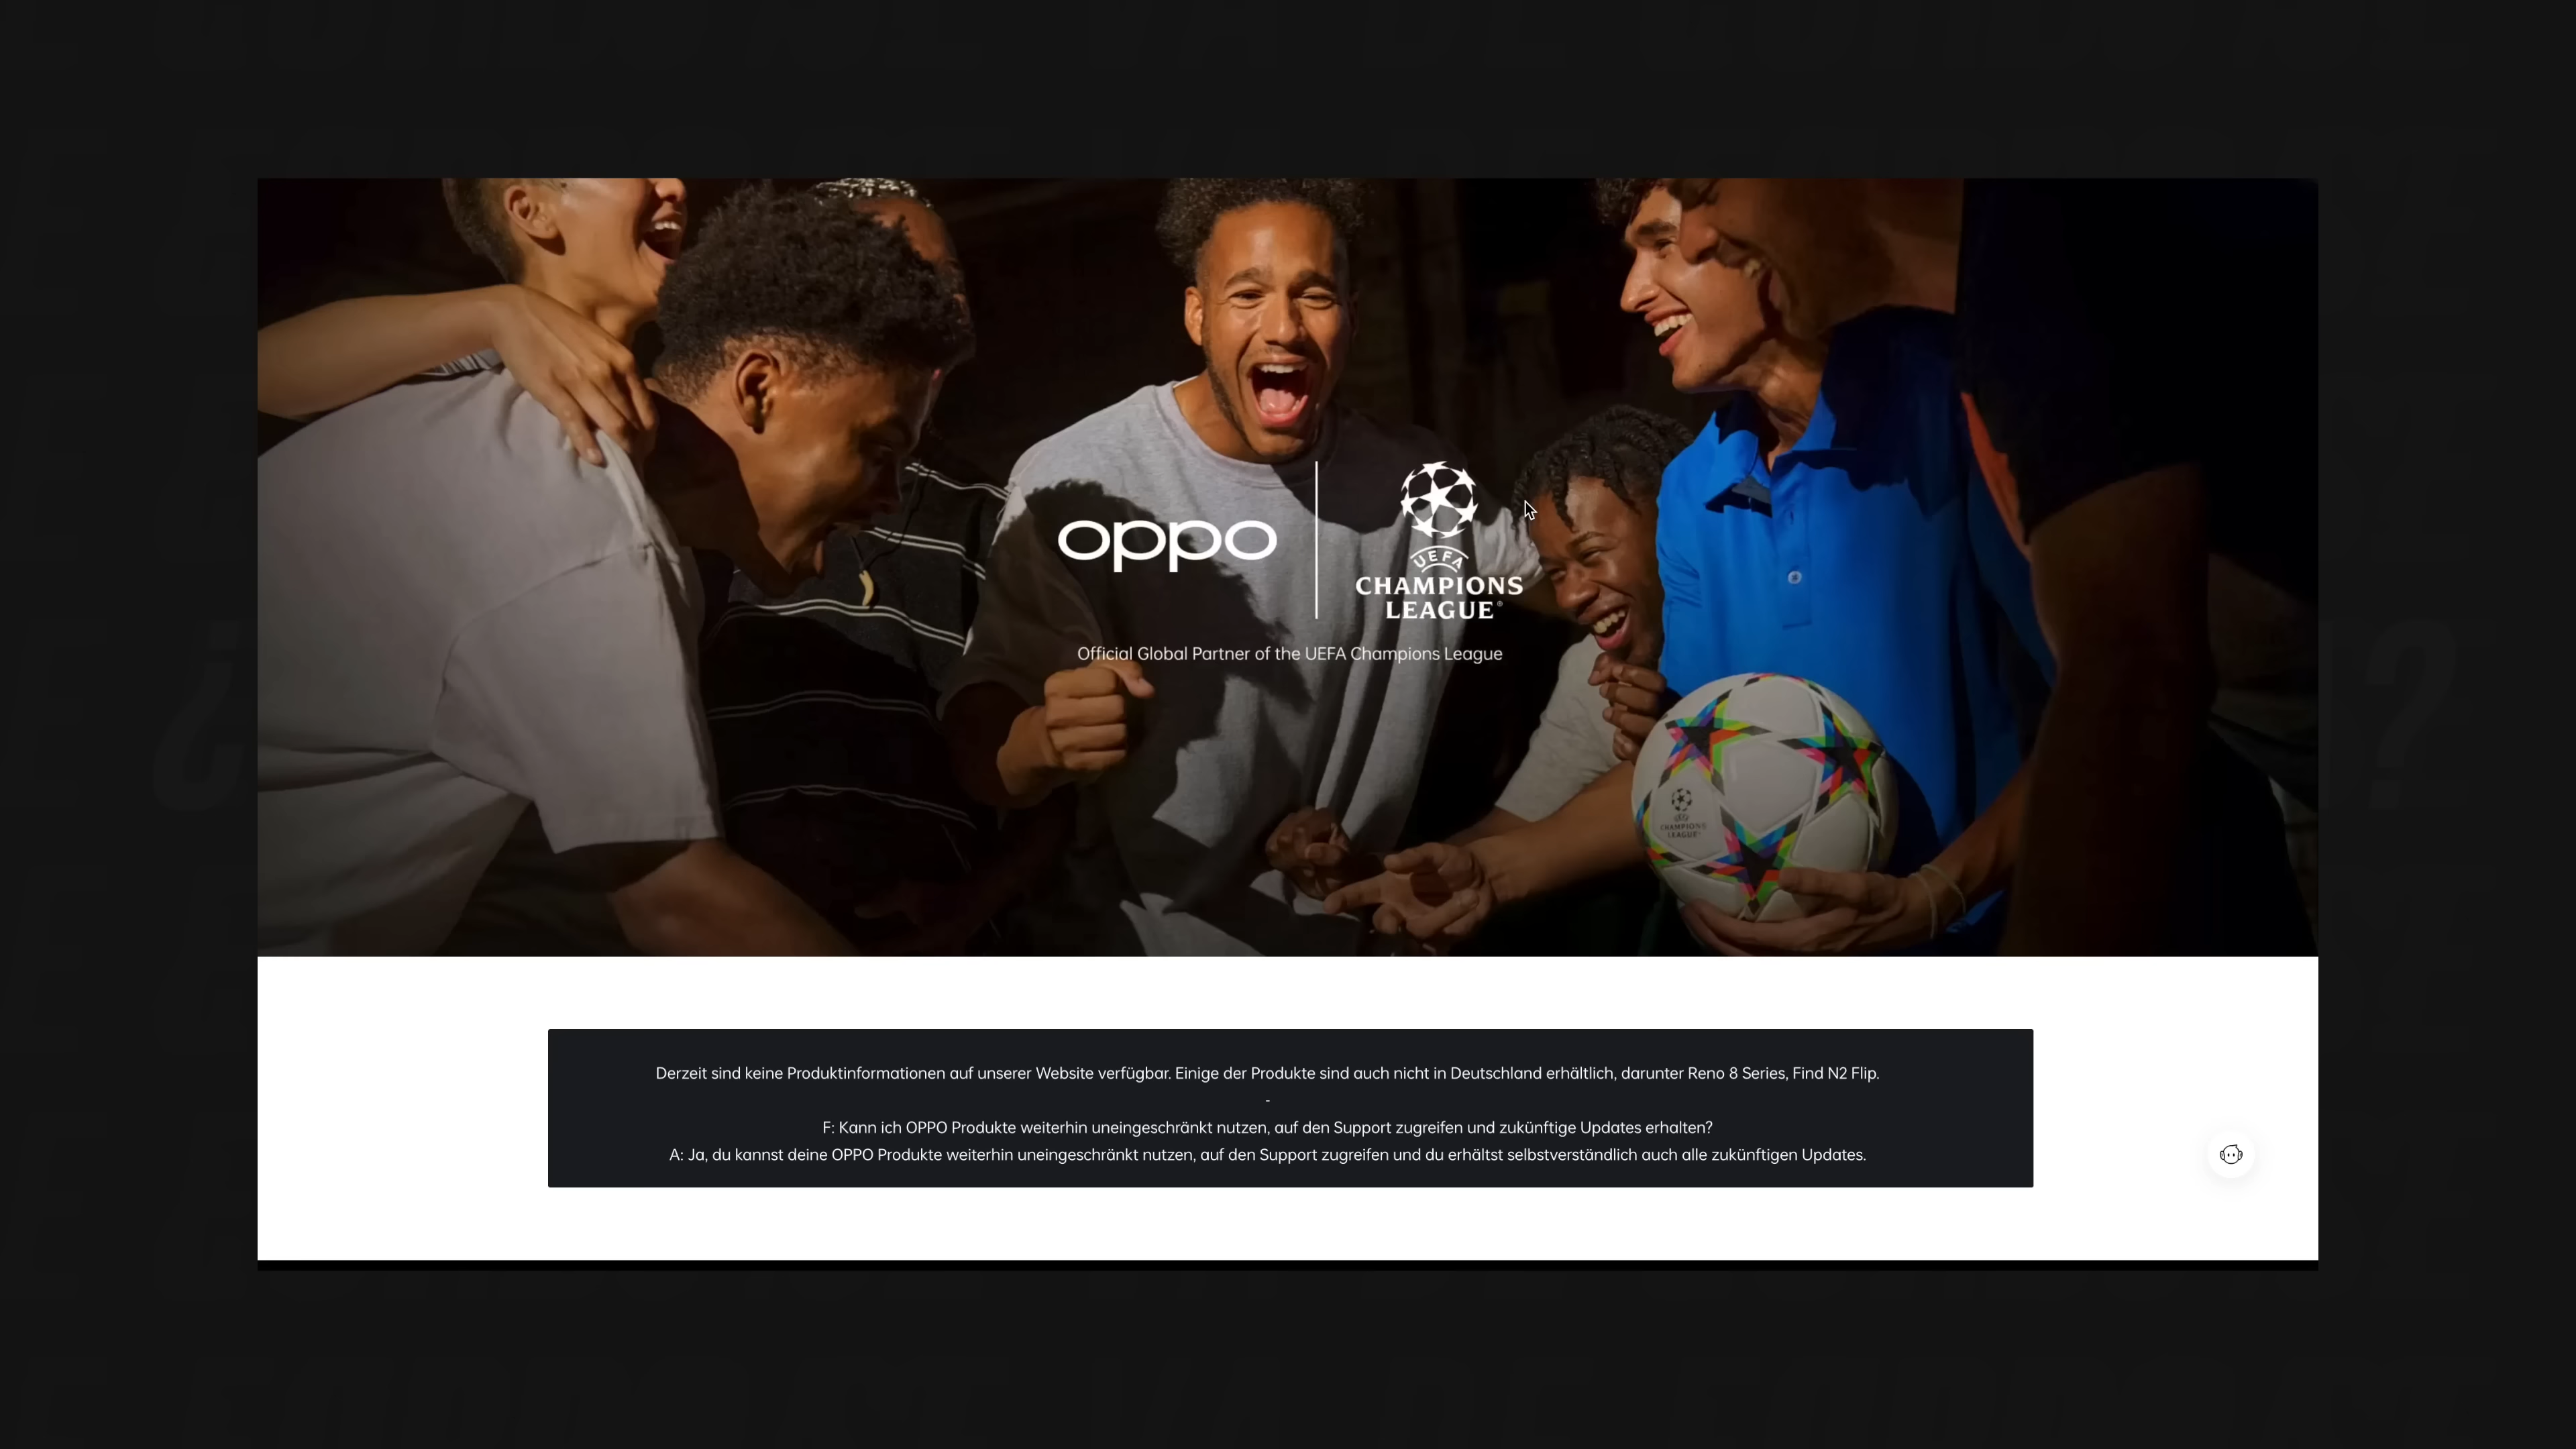 oppo
UEFA
CHAMPIONS
LEAGUE®
Official Global Partner of the UEFA Champions League
CHAMPIONS
LEAGUE
Derzeit sind keine Produktinformationen auf unserer Website verfügbar. Einige der Produkte sind auch nicht in Deutschland erhältlich, darunter Reno 8 Series, Find N2 Flip.
-
F: Kann ich OPPO Produkte weiterhin uneingeschränkt nutzen, auf den Support zugreifen und zukünftige Updates erhalten?
A: Ja, du kannst deine OPPO Produkte weiterhin uneingeschränkt nutzen, auf den Support zugreifen und du erhältst selbstverständlich auch alle zukünftigen Updates.